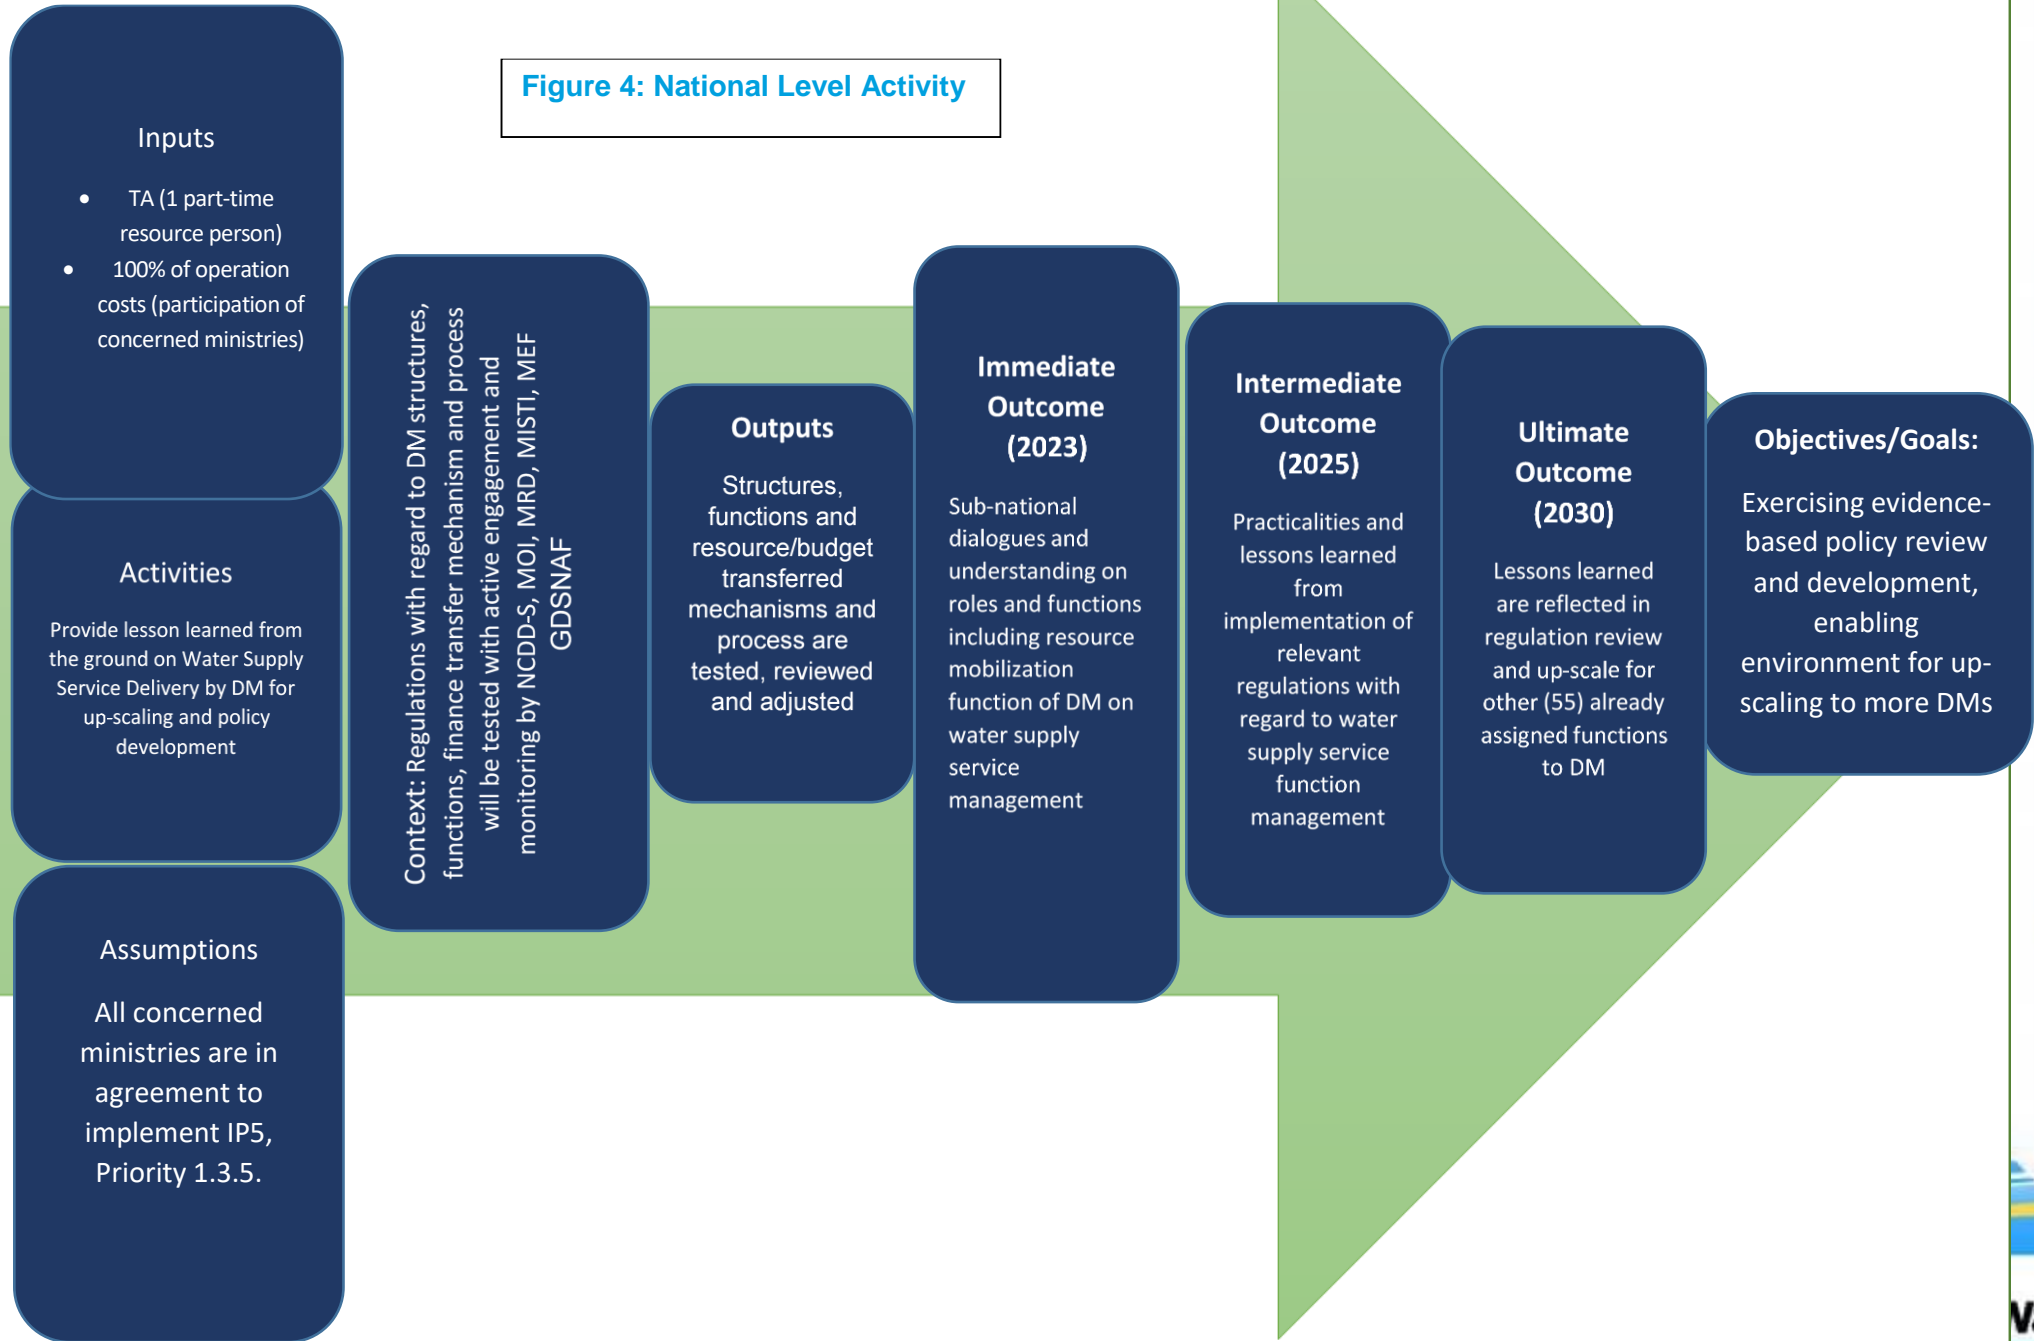 Figure 4: National Level Activity
Inputs
• TA (1 part-time
resource person)
• 100% of operation
costs (participation of
concerned ministries)
Activities
Provide lesson learned from
the ground on Water Supply
Service Delivery by DM for
up-scaling and policy
development
Assumptions
All concerned
ministries are in
agreement to
implement IP5,
Priority 1.3.5.
Context: Regulations with regard to DM structures,
functions, finance transfer mechanism and process
will be tested with active engagement and
monitoring by NCDD-S, MOI, MRD, MISTI, MEF
GDSNAF
Outputs
Structures,
functions and
resource/budget
transferred
mechanisms and
process are
tested, reviewed
and adjusted
Immediate
Outcome
(2023)
Sub-national
dialogues and
understanding on
roles and functions
including resource
mobilization
function of DM on
water supply
service
management
Intermediate
Outcome
(2025)
Practicalities and
lessons learned
from
implementation of
relevant
regulations with
regard to water
supply service
function
management
Ultimate
Outcome
(2030)
Lessons learned
are reflected in
regulation review
and up-scale for
other (55) already
assigned functions
to DM
Objectives/Goals:
Exercising evidence-
based policy review
and development,
enabling
environment for up-
scaling to more DMs